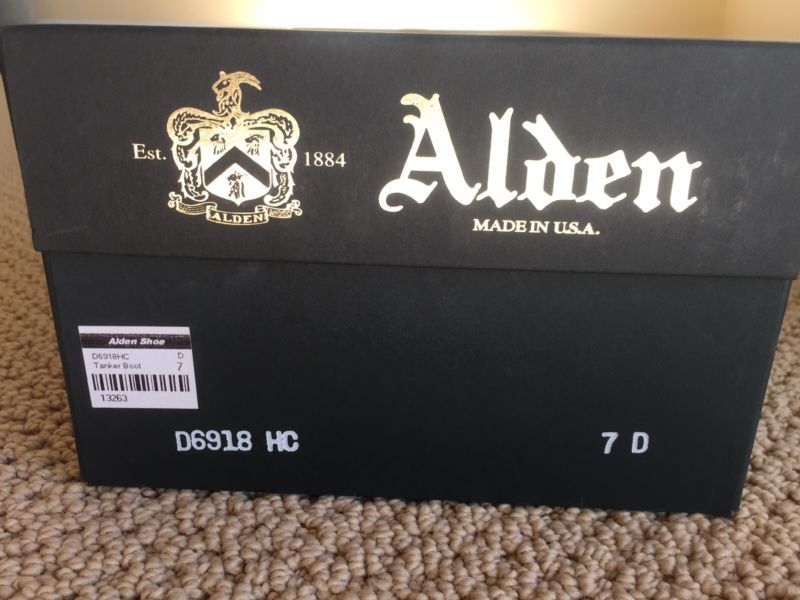 Est. 1884
ALDEN
Alden
MADE IN U.S.A.
Alden Shoe
D6918HC D
Tanker Boot 7
13263
D6918 HC 7 D